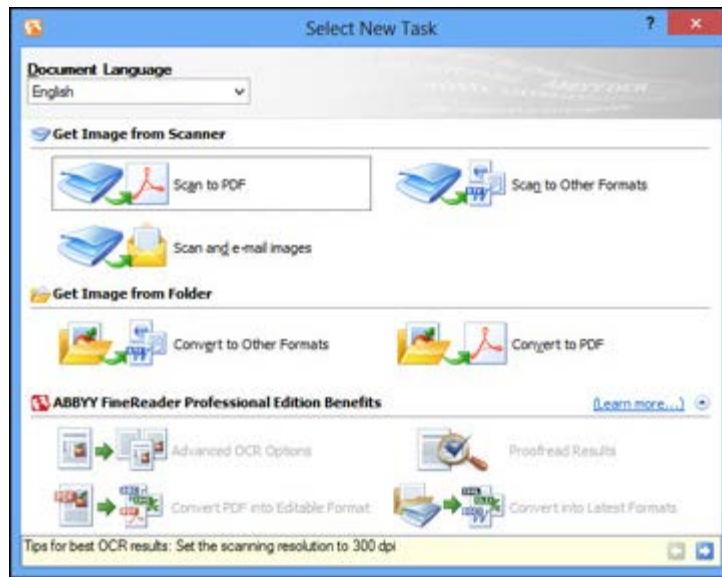 Select New Task
?
Document Language
English
Get Image from Scanner
Scan to PDF
Scan to Other Formats
Scan and e-mail images
Get Image from Folder
Convert to Other Formats
Convert to PDF
ABBYY FineReader Professional Edition Benefits
(Learn more...)
Advanced OCR Options
Proofread Results
Convert PDF into Editable Format
Convert into Latest Formats
Tips for best OCR results: Set the scanning resolution to 300 dpi